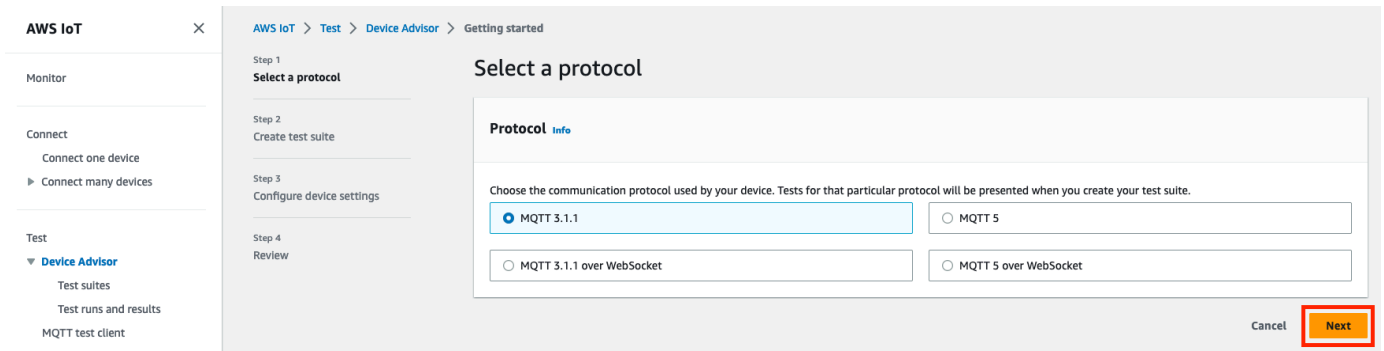 AWS IoT
Monitor
Connect
Connect one device
Connect many devices
Test
Device Advisor
Test suites
Test runs and results
MQTT test client
AWS IoT > Test > Device Advisor > Getting started
Step 1
Select a protocol
Step 2
Create test suite
Step 3
Configure device settings
Step 4
Review
Select a protocol
Protocol Info
Choose the communication protocol used by your device. Tests for that particular protocol will be presented when you create your test suite.
MQTT 3.1.1
MQTT 5
MQTT 3.1.1 over WebSocket
MQTT 5 over WebSocket
Cancel
Next